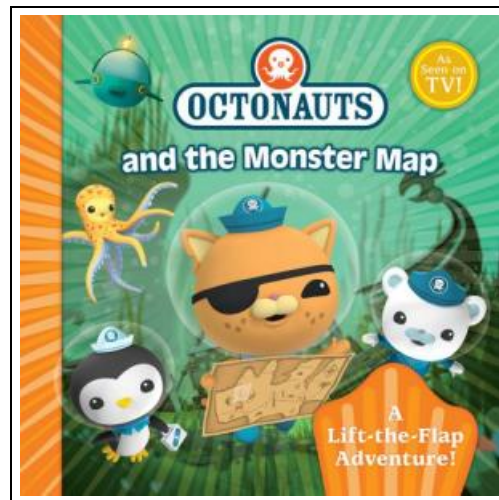 As
Seen on
TV!
OCTONAUTS
and the Monster Map
A
Lift-the-Flap
Adventure!